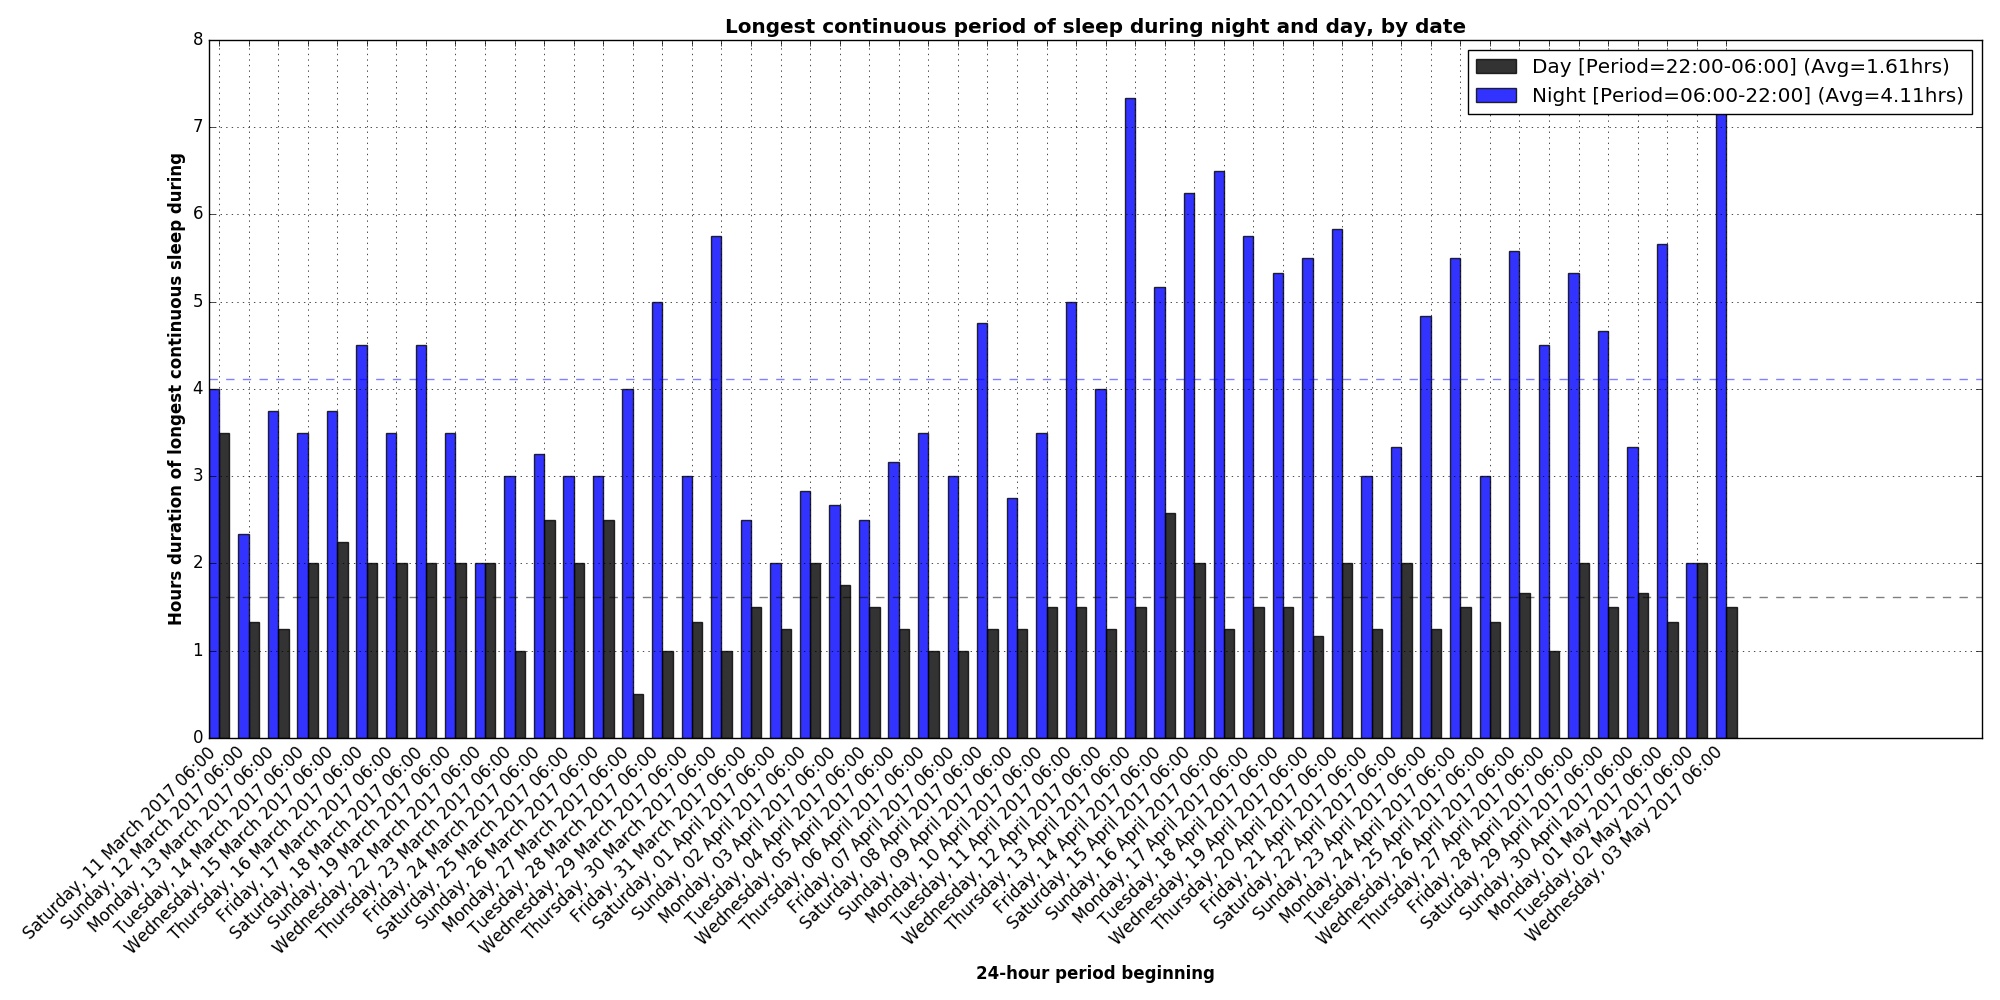 Longest continuous period of sleep during night and day, by date
Day [Period=22:00-06:00] (Avg=1.61hrs)
Night [Period=06:00-22:00] (Avg=4.11hrs)
Hours duration of longest continuous sleep during
8
7
6
5
4
3
2
1
0
Saturday, 11 March 2017 06:00
Sunday, 12 March 2017 06:00
Monday, 13 March 2017 06:00
Tuesday, 14 March 2017 06:00
Wednesday, 15 March 2017 06:00
Thursday, 16 March 2017 06:00
Friday, 17 March 2017 06:00
Saturday, 18 March 2017 06:00
Sunday, 19 March 2017 06:00
Wednesday, 22 March 2017 06:00
Thursday, 23 March 2017 06:00
Friday, 24 March 2017 06:00
Saturday, 25 March 2017 06:00
Sunday, 26 March 2017 06:00
Monday, 27 March 2017 06:00
Tuesday, 28 March 2017 06:00
Wednesday, 29 March 2017 06:00
Thursday, 30 March 2017 06:00
Friday, 31 March 2017 06:00
Saturday, 01 April 2017 06:00
Sunday, 02 April 2017 06:00
Monday, 03 April 2017 06:00
Tuesday, 04 April 2017 06:00
Wednesday, 05 April 2017 06:00
Thursday, 06 April 2017 06:00
Friday, 07 April 2017 06:00
Saturday, 08 April 2017 06:00
Sunday, 09 April 2017 06:00
Monday, 10 April 2017 06:00
Tuesday, 11 April 2017 06:00
Wednesday, 12 April 2017 06:00
Thursday, 13 April 2017 06:00
Friday, 14 April 2017 06:00
Saturday, 15 April 2017 06:00
Sunday, 16 April 2017 06:00
Monday, 17 April 2017 06:00
Tuesday, 18 April 2017 06:00
Wednesday, 19 April 2017 06:00
Thursday, 20 April 2017 06:00
Friday, 21 April 2017 06:00
Saturday, 22 April 2017 06:00
Sunday, 23 April 2017 06:00
Monday, 24 April 2017 06:00
Tuesday, 25 April 2017 06:00
Wednesday, 26 April 2017 06:00
Thursday, 27 April 2017 06:00
Friday, 28 April 2017 06:00
Saturday, 29 April 2017 06:00
Sunday, 30 April 2017 06:00
Monday, 01 May 2017 06:00
Tuesday, 02 May 2017 06:00
Wednesday, 03 May 2017 06:00
24-hour period beginning